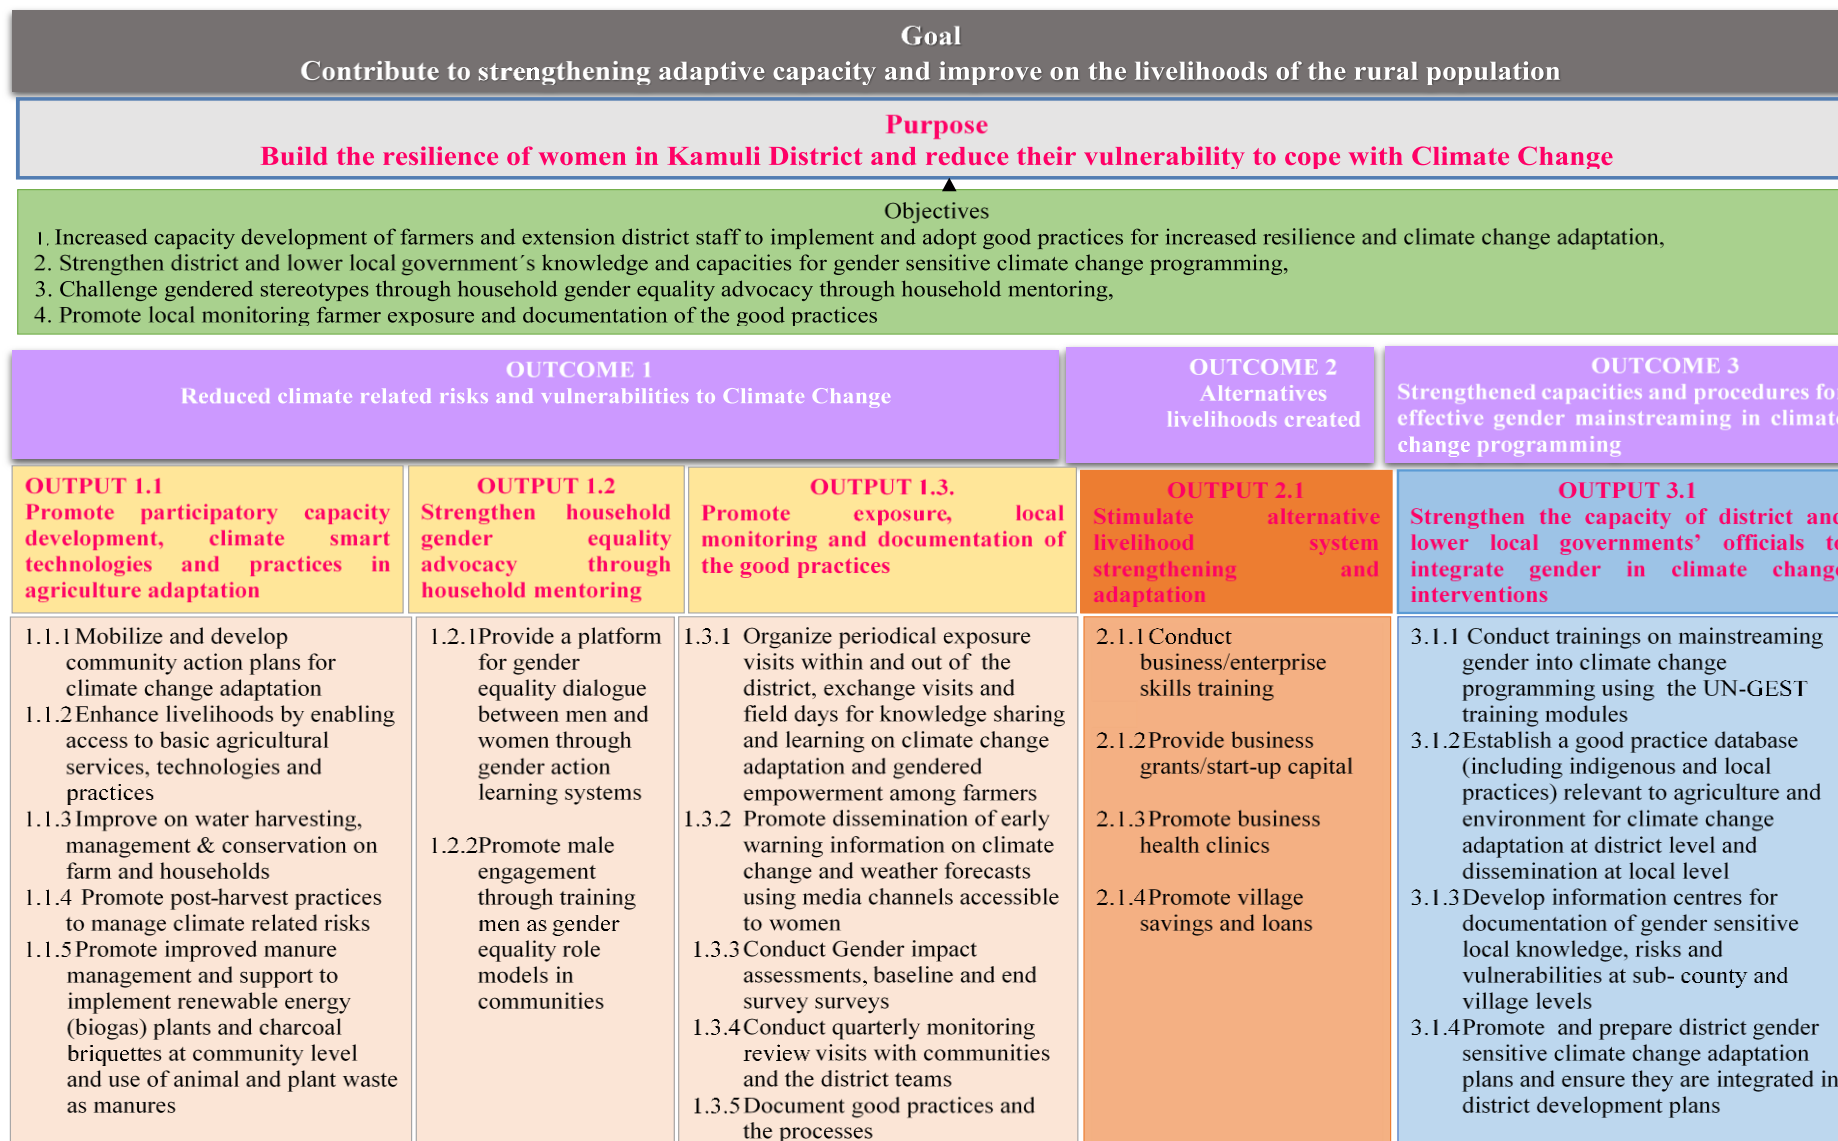 Goal
Contribute to strengthening adaptive capacity and improve on the livelihoods of the rural population
Purpose
Build the resilience of women in Kamuli District and reduce their vulnerability to cope with Climate Change
Objectives
1. Increased capacity development of farmers and extension district staff to implement and adopt good practices for increased resilience and climate change adaptation,
2. Strengthen district and lower local government´s knowledge and capacities for gender sensitive climate change programming,
3. Challenge gendered stereotypes through household gender equality advocacy through household mentoring,
4. Promote local monitoring farmer exposure and documentation of the good practices
OUTCOME 1
Reduced climate related risks and vulnerabilities to Climate Change
OUTCOME 2
Alternatives
livelihoods created
OUTCOME 3
Strengthened capacities and procedures for
effective gender mainstreaming in climate
change programming
OUTPUT 1.1
Promote participatory capacity
development, climate smart
technologies and practices in
agriculture adaptation
OUTPUT 1.2
Strengthen household
gender equality
advocacy through
household mentoring
OUTPUT 1.3.
Promote exposure, local
monitoring and documentation of
the good practices
OUTPUT 2.1
Stimulate alternative
livelihood system
strengthening and
adaptation
OUTPUT 3.1
Strengthen the capacity of district and
lower local governments’ officials to
integrate gender in climate change
interventions
1.1.1 Mobilize and develop
community action plans for
climate change adaptation
1.1.2 Enhance livelihoods by enabling
access to basic agricultural
services, technologies and
practices
1.1.3 Improve on water harvesting,
management & conservation on
farm and households
1.1.4 Promote post-harvest practices
to manage climate related risks
1.1.5 Promote improved manure
management and support to
implement renewable energy
(biogas) plants and charcoal
briquettes at community level
and use of animal and plant waste
as manures
1.2.1 Provide a platform
for gender
equality dialogue
between men and
women through
gender action
learning systems
1.2.2 Promote male
engagement
through training
men as gender
equality role
models in
communities
1.3.1 Organize periodical exposure
visits within and out of the
district, exchange visits and
field days for knowledge sharing
and learning on climate change
adaptation and gendered
empowerment among farmers
1.3.2 Promote dissemination of early
warning information on climate
change and weather forecasts
using media channels accessible
to women
1.3.3 Conduct Gender impact
assessments, baseline and end
survey surveys
1.3.4 Conduct quarterly monitoring
review visits with communities
and the district teams
1.3.5 Document good practices and
the processes
2.1.1 Conduct
business/enterprise
skills training
2.1.2 Provide business
grants/start-up capital
2.1.3 Promote business
health clinics
2.1.4 Promote village
savings and loans
3.1.1 Conduct trainings on mainstreaming
gender into climate change
programming using the UN-GEST
training modules
3.1.2 Establish a good practice database
(including indigenous and local
practices) relevant to agriculture and
environment for climate change
adaptation at district level and
dissemination at local level
3.1.3 Develop information centres for
documentation of gender sensitive
local knowledge, risks and
vulnerabilities at sub- county and
village levels
3.1.4 Promote and prepare district gender
sensitive climate change adaptation
plans and ensure they are integrated in
district development plans